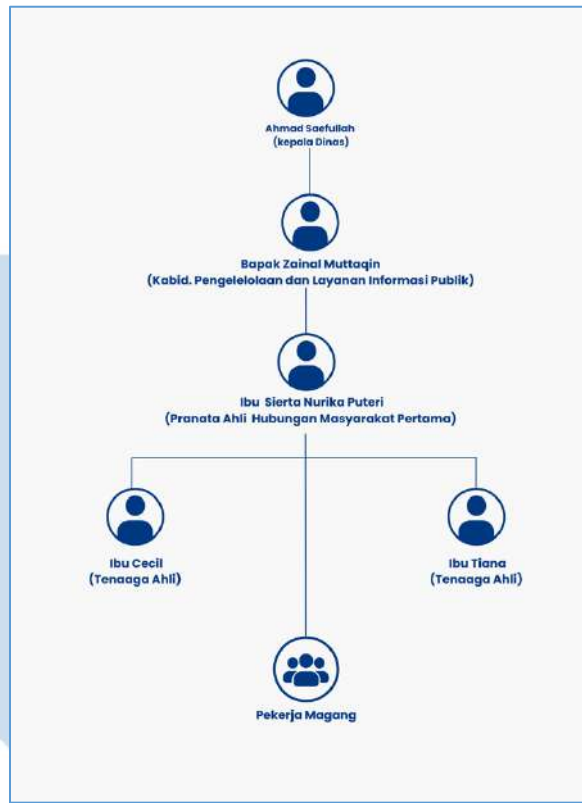 Ahmad Saefullah
(kepala Dinas)
Bapak Zainal Muttaqin
(Kabid. Pengelelolaan dan Layanan Informasi Publik)
Ibu Sierta Nurika Puteri
(Pranata Ahli Hubungan Masyarakat Pertama)
Ibu Cecil
(Tenaaga Ahli)
Ibu Tiana
(Tenaaga Ahli)
Pekerja Magang